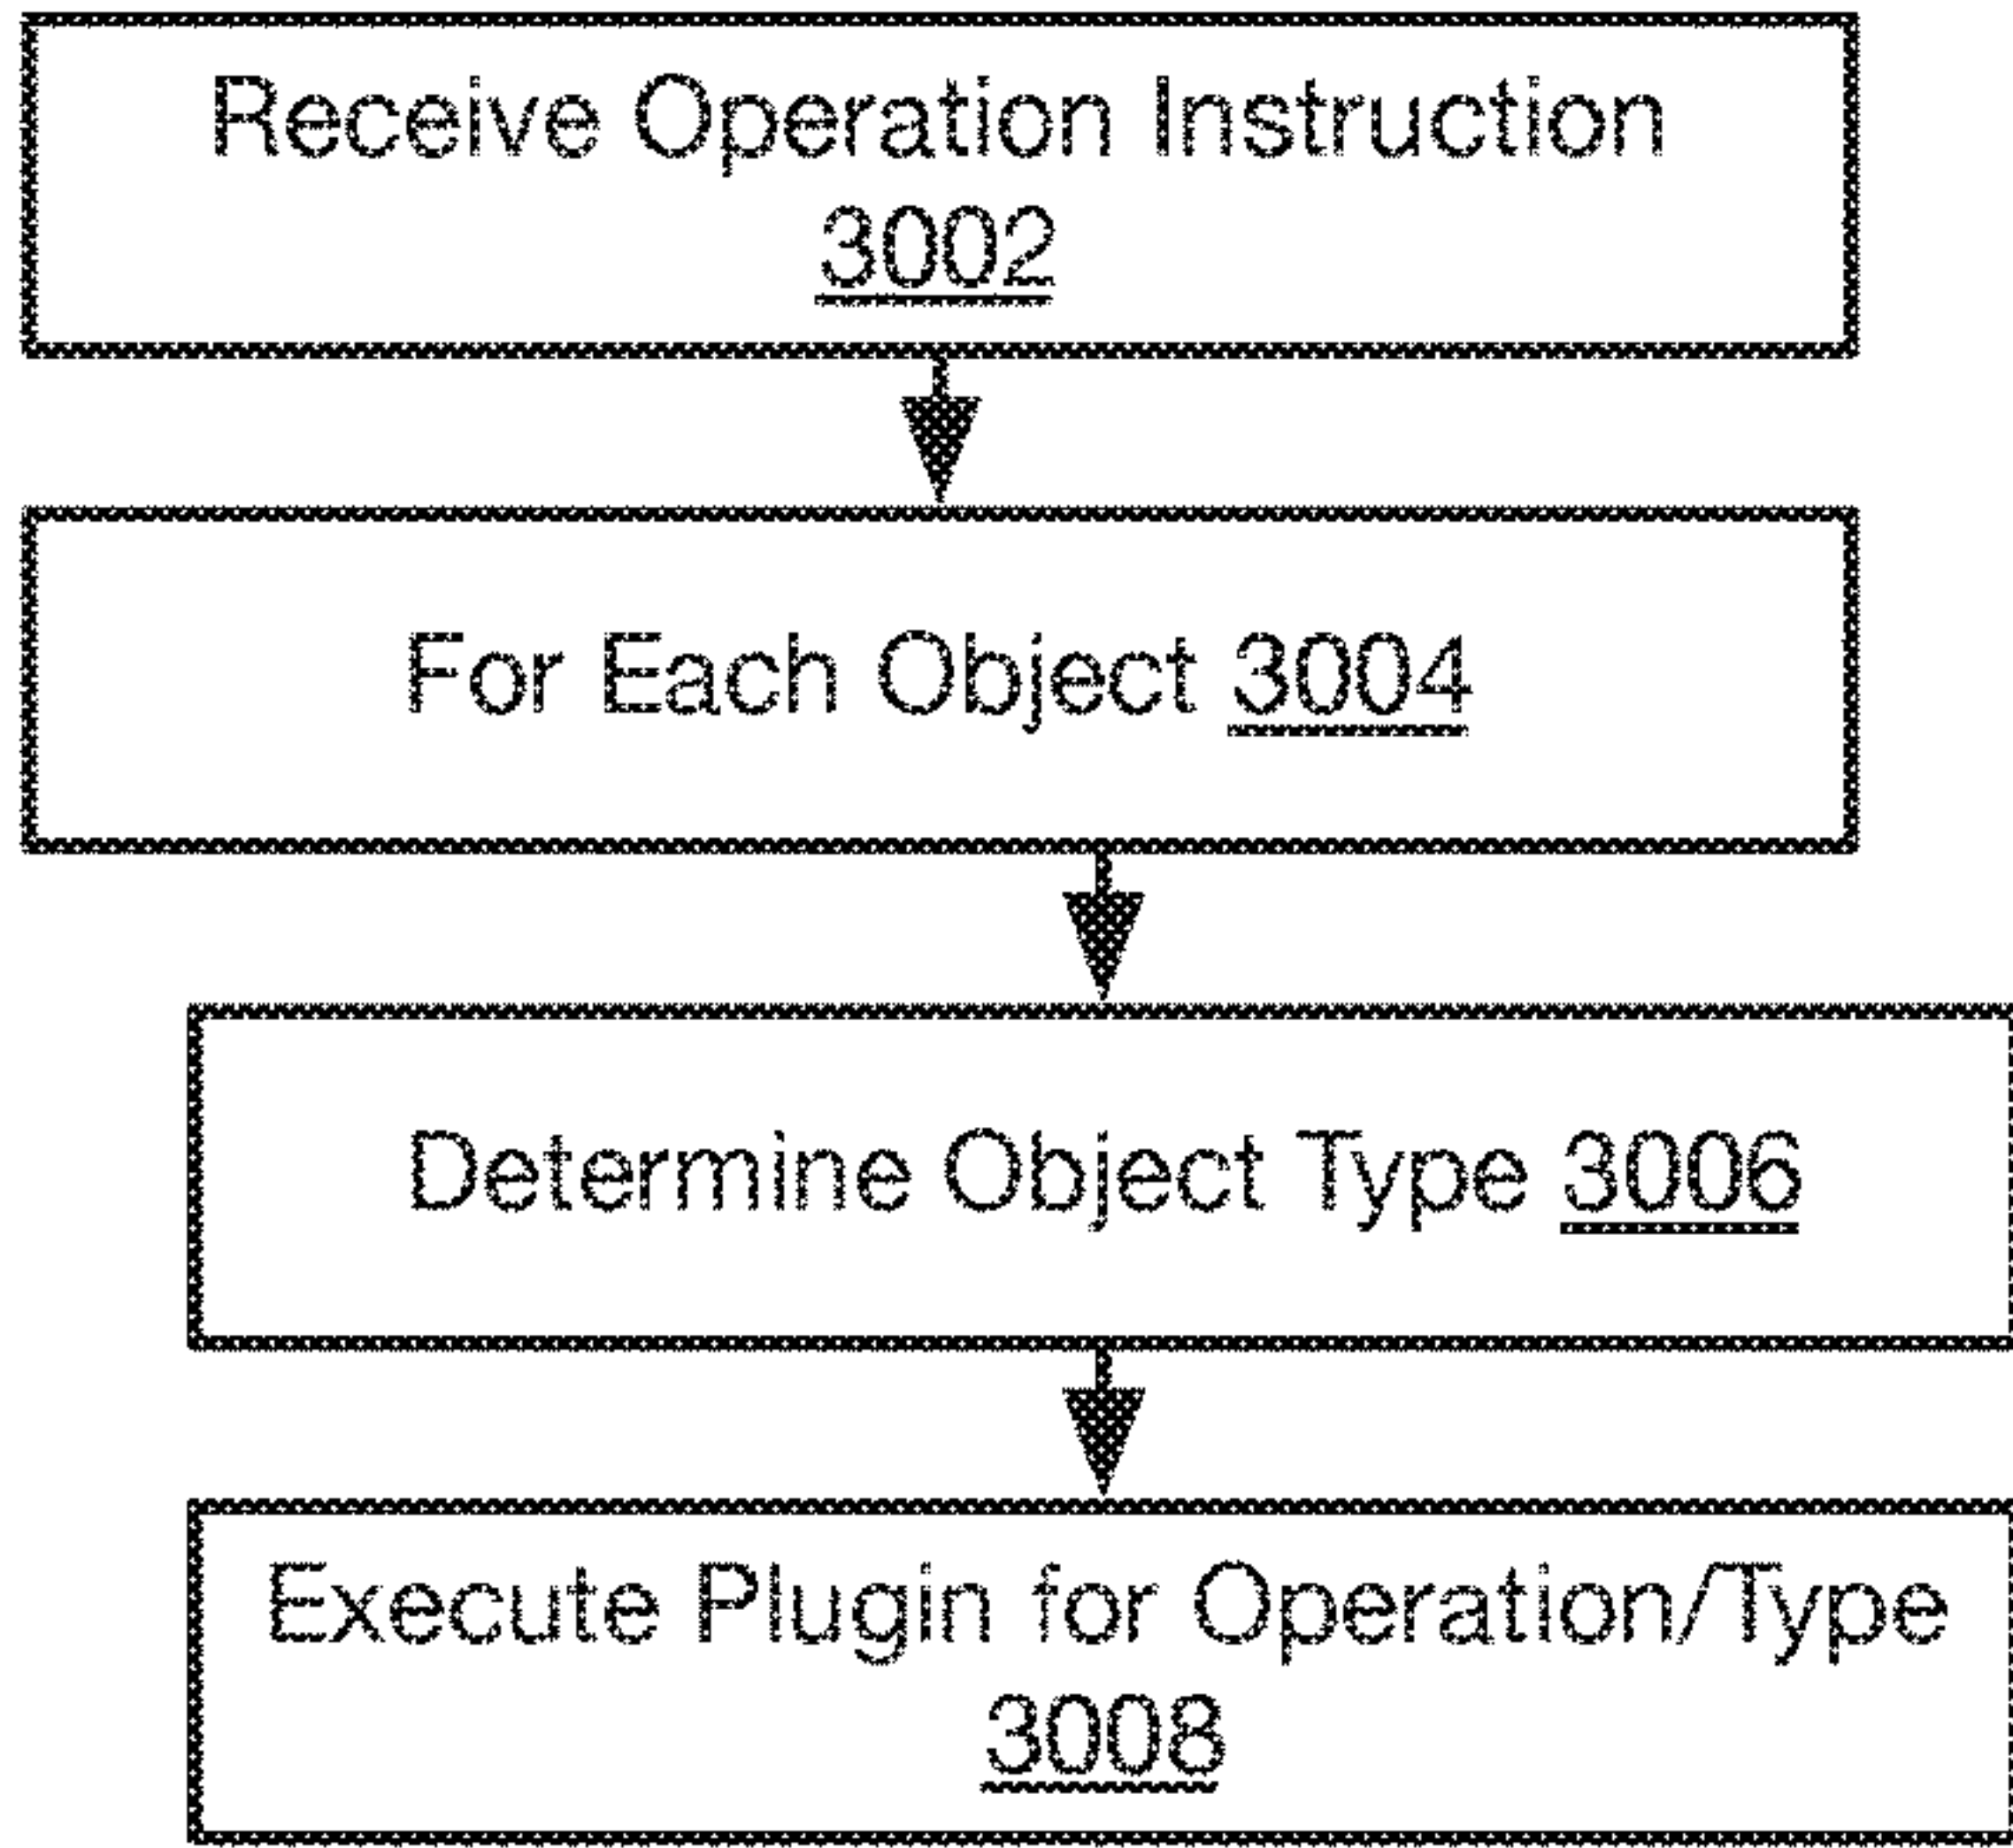 Receive Operation Instruction
3002
For Each Object 3004
Determine Object Type 3006
Execute Plugin for Operation/Type
3008